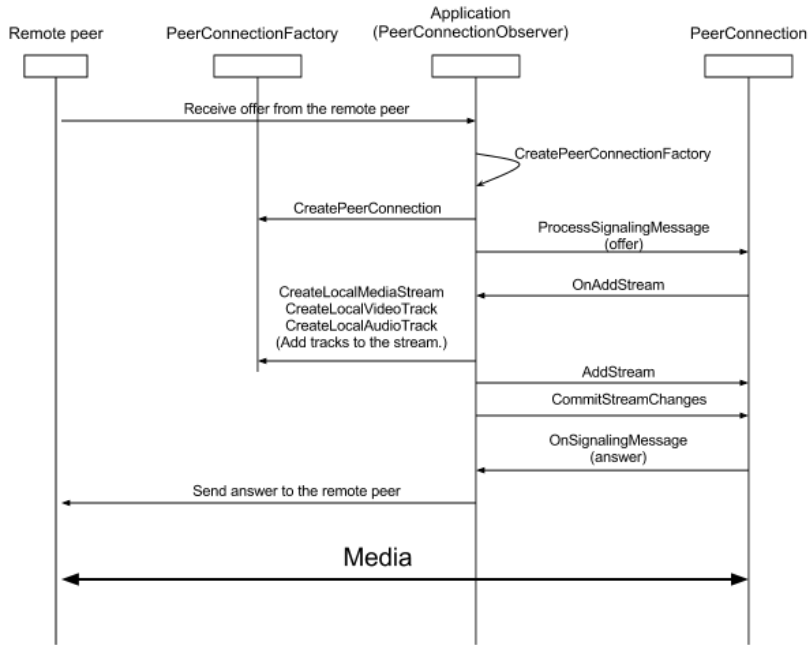 Application
Remote peer
PeerConnectionFactory
(PeerConnectionObserver)
PeerConnection
Receive offer from the remote peer
CreatePeerConnectionFactory
CreatePeerConnection
ProcessSignalingMessage
(offer)
OnAddStream
CreateLocalMediaStream
CreateLocalVideoTrack
CreateLocalAudioTrack
(Add tracks to the stream.)
AddStream
CommitStreamChanges
OnSignalingMessage
(answer)
Send answer to the remote peer
Media